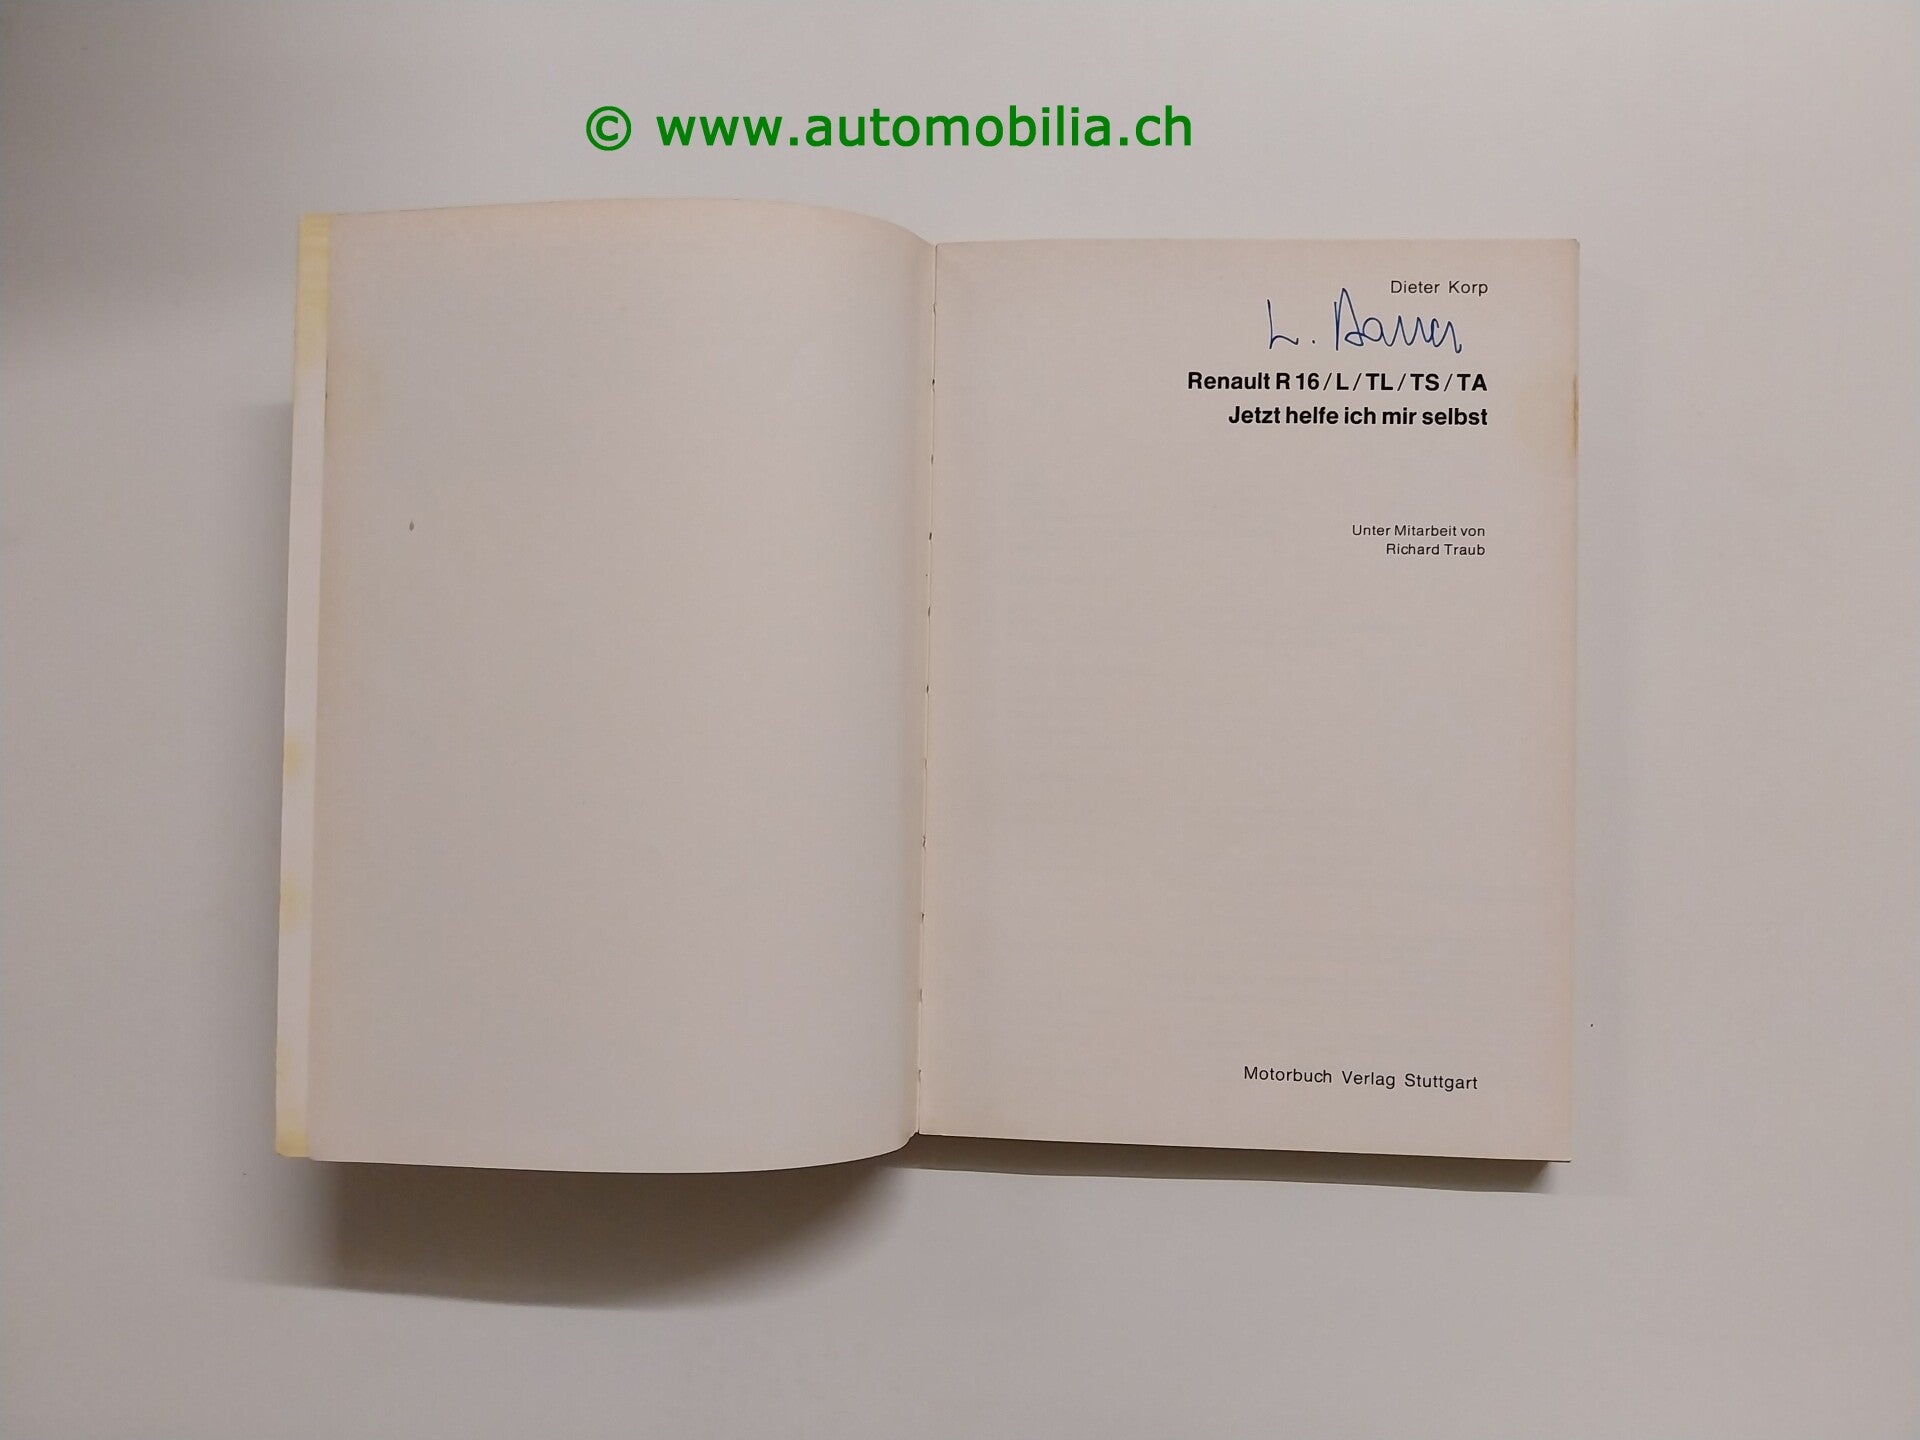 © www.automobilia.ch
Dieter Korp
Renault R 16 / L / TL / TS / TA
Jetzt helfe ich mir selbst
Unter Mitarbeit von
Richard Traub
Motorbuch Verlag Stuttgart